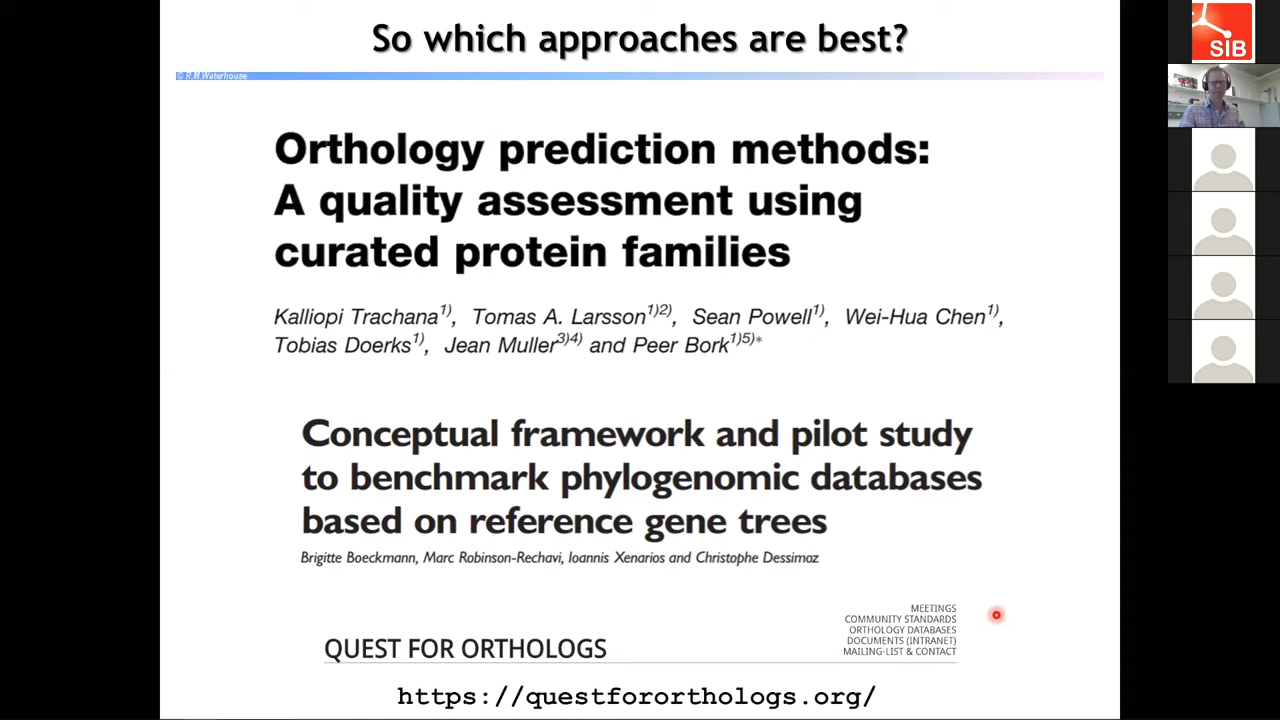 So which approaches are best?
© R.M.Waterhouse
Orthology prediction methods:
A quality assessment using
curated protein families
Kalliopi Trachana1), Tomas A. Larsson1)2), Sean Powell1), Wei-Hua Chen1),
Tobias Doerks1), Jean Muller3)4) and Peer Bork1)5)*
Conceptual framework and pilot study
to benchmark phylogenomic databases
based on reference gene trees
Brigitte Boeckmann, Marc Robinson-Rechavi, Ioannis Xenarios and Christophe Dessimoz
MEETINGS
COMMUNITY STANDARDS
ORTHOLOGY DATABASES
DOCUMENTS (INTRANET)
MAILING-LIST & CONTACT
QUEST FOR ORTHOLOGS
https://questfororthologs.org/
SIB